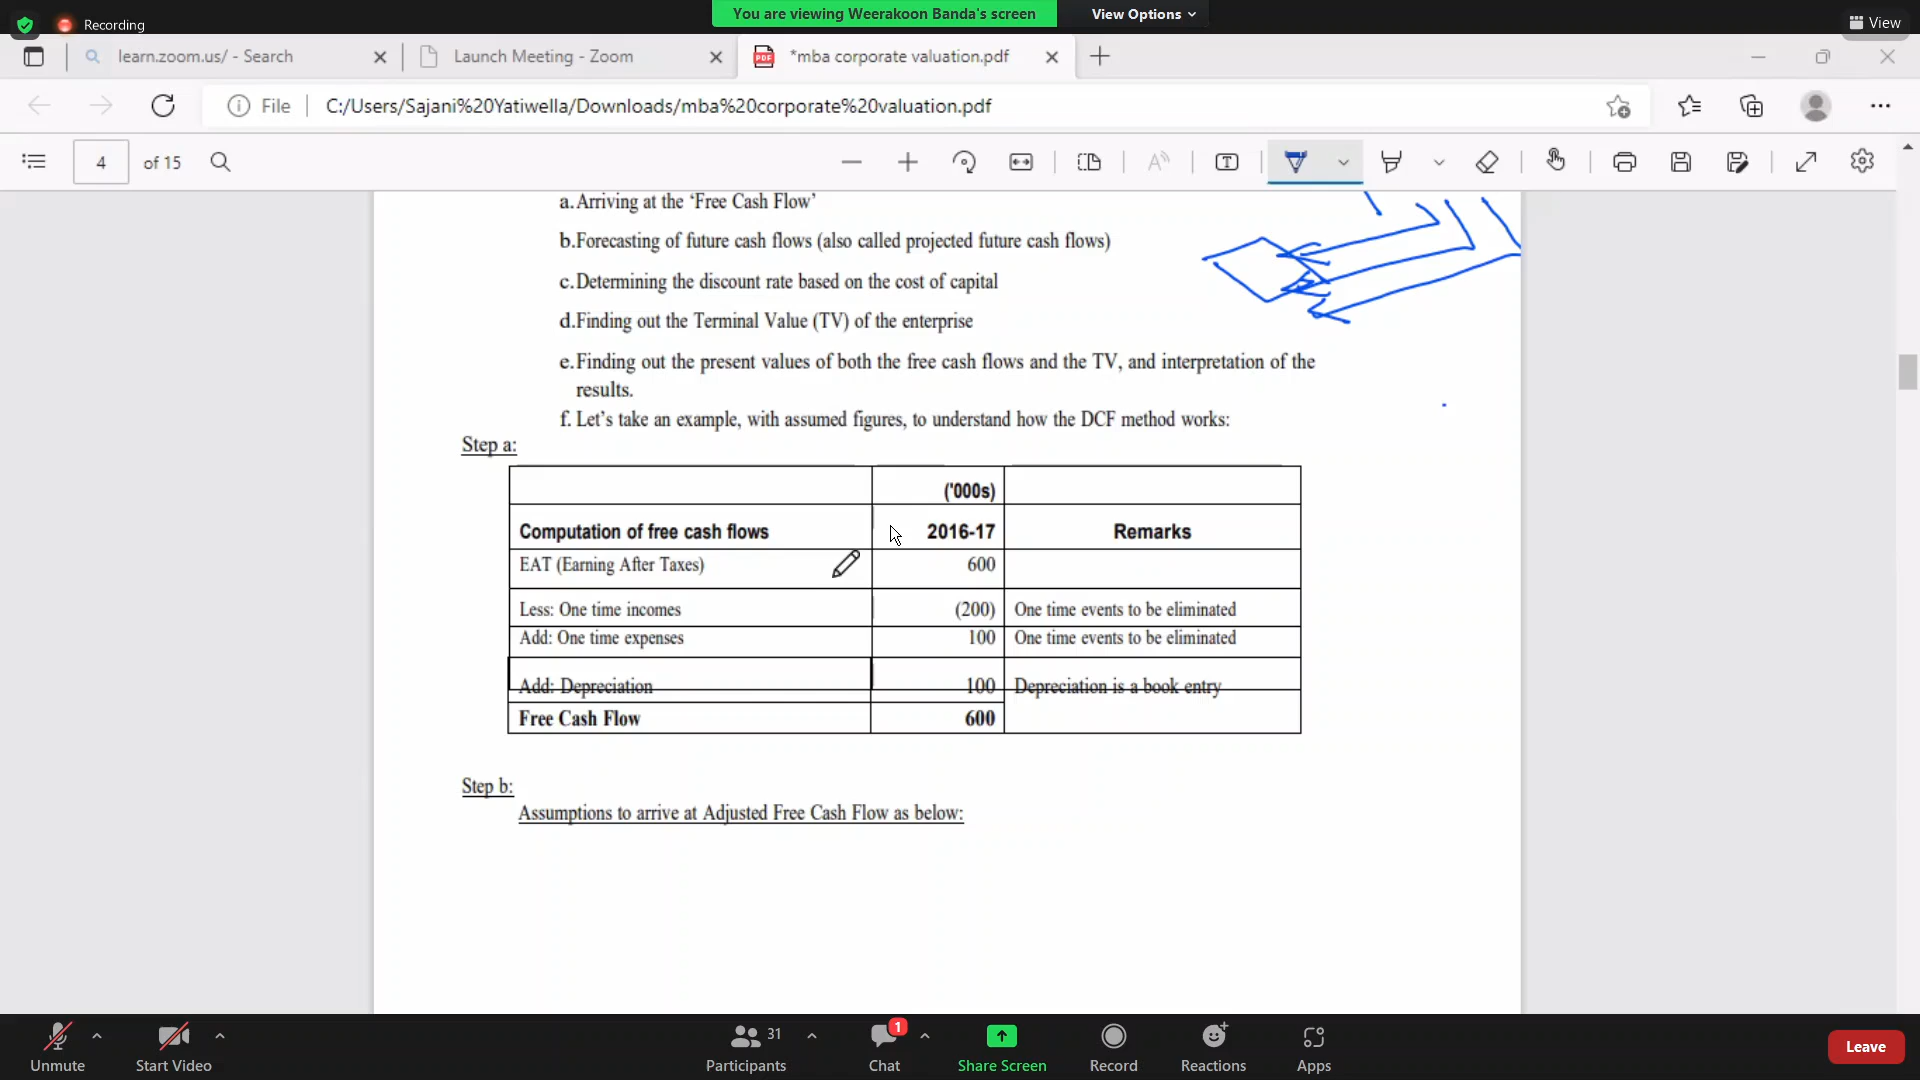 Recording
You are viewing Weerakoon Banda's screen
View Options
View
learn.zoom.us/ - Search
Launch Meeting - Zoom
PDF
*mba corporate valuation.pdf
File
C:/Users/Sajani%20Yatiwella/Downloads/mba%20corporate%20valuation.pdf
4 of 15
a. Arriving at the ‘Free Cash Flow’
b. Forecasting of future cash flows (also called projected future cash flows)
c. Determining the discount rate based on the cost of capital
d. Finding out the Terminal Value (TV) of the enterprise
e. Finding out the present values of both the free cash flows and the TV, and interpretation of the
results.
f. Let’s take an example, with assumed figures, to understand how the DCF method works:
Step a:
('000s)
Computation of free cash flows 2016-17 Remarks
EAT (Earning After Taxes) 600
Less: One time incomes (200) One time events to be eliminated
Add: One time expenses 100 One time events to be eliminated
Add: Depreciation 100 Depreciation is a book entry
Free Cash Flow 600
Step b:
Assumptions to arrive at Adjusted Free Cash Flow as below:
Unmute
Start Video
Participants
31
Chat
1
Share Screen
Record
Reactions
Apps
Leave